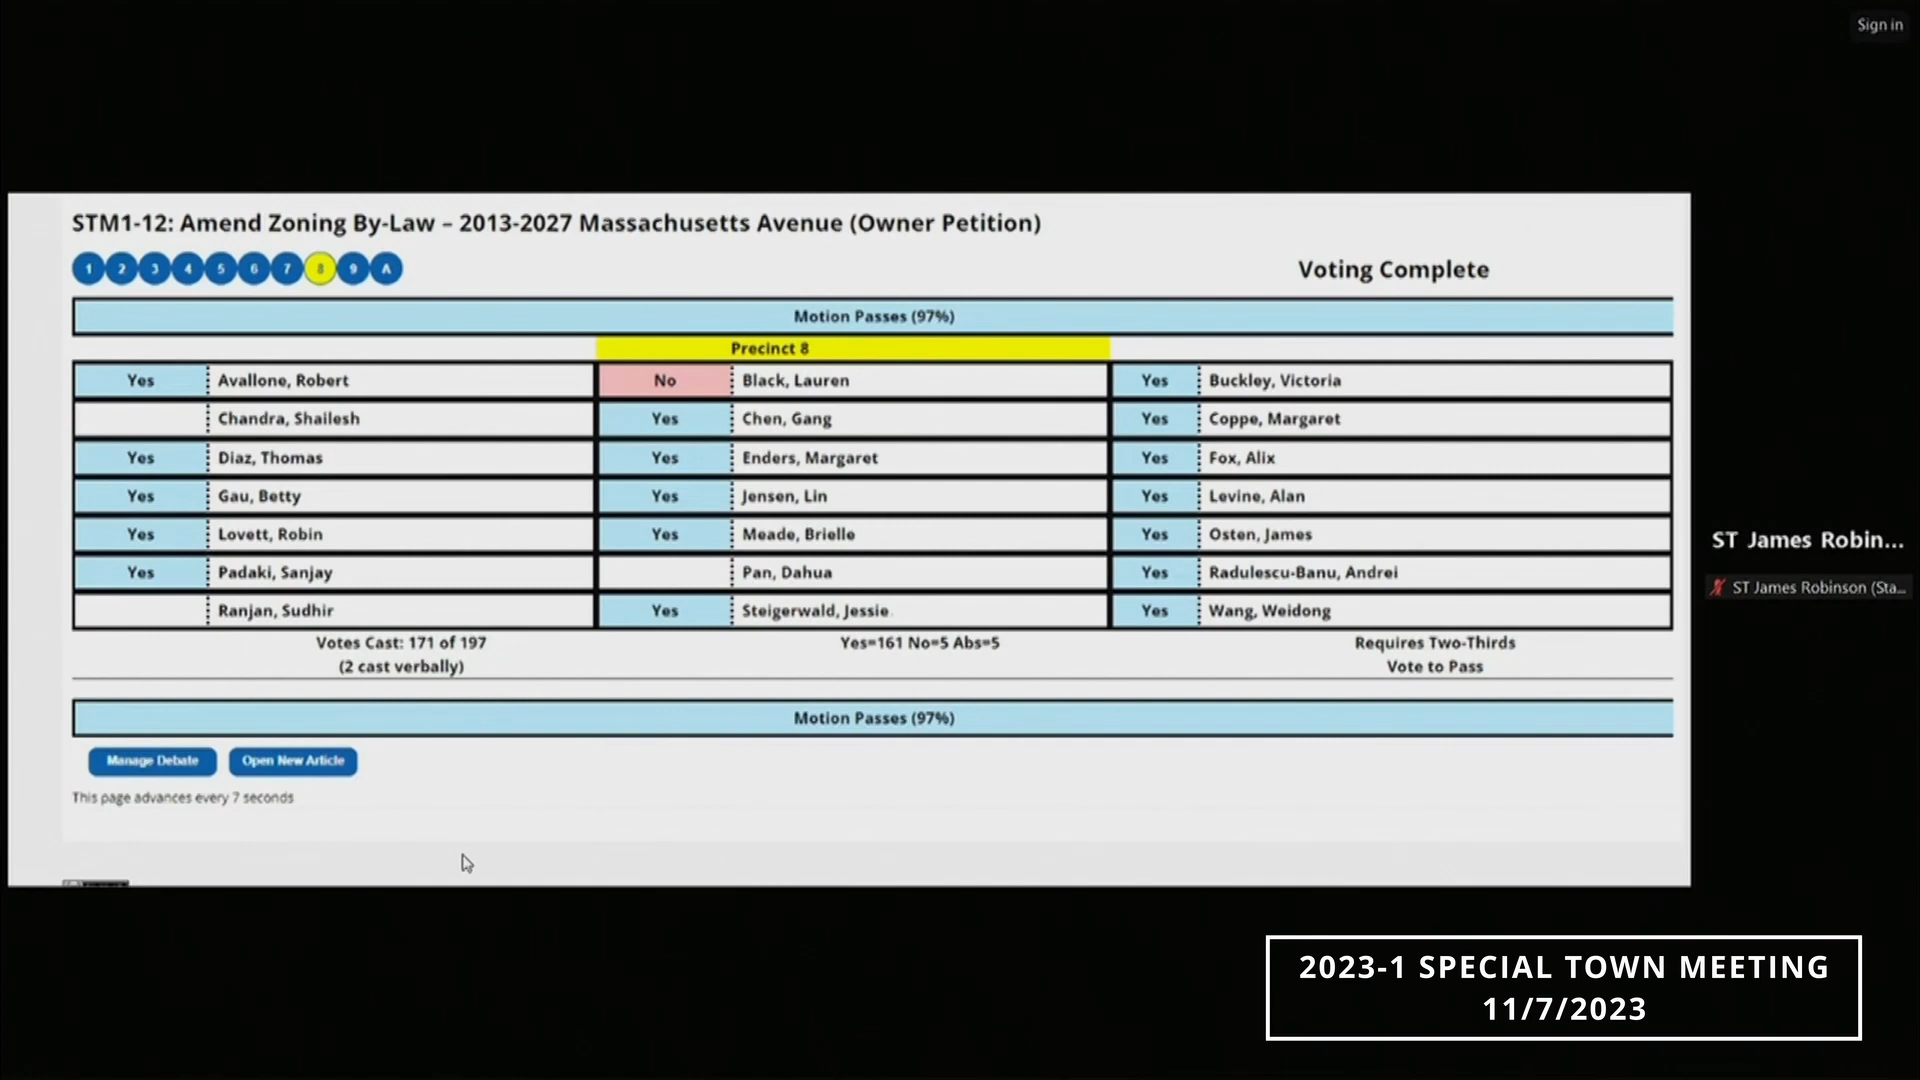 Sign in
STM1-12: Amend Zoning By-Law – 2013-2027 Massachusetts Avenue (Owner Petition)
1 2 3 4 5 6 7 8 9 A
Voting Complete
Motion Passes (97%)
Precinct 8
Yes Avallone, Robert No Black, Lauren Yes Buckley, Victoria
Chandra, Shailesh Yes Chen, Gang Yes Coppe, Margaret
Yes Diaz, Thomas Yes Enders, Margaret Yes Fox, Alix
Yes Gau, Betty Yes Jensen, Lin Yes Levine, Alan
Yes Lovett, Robin Yes Meade, Brielle Yes Osten, James
Yes Padaki, Sanjay Pan, Dahua Yes Radulescu-Banu, Andrei
Ranjan, Sudhir Yes Steigerwald, Jessie Yes Wang, Weidong
Votes Cast: 171 of 197 Yes=161 No=5 Abs=5 Requires Two-Thirds
(2 cast verbally) Vote to Pass
Motion Passes (97%)
Manage Debate Open New Article
This page advances every 7 seconds
ST James Robin...
ST James Robinson (Sta...
2023-1 SPECIAL TOWN MEETING
11/7/2023